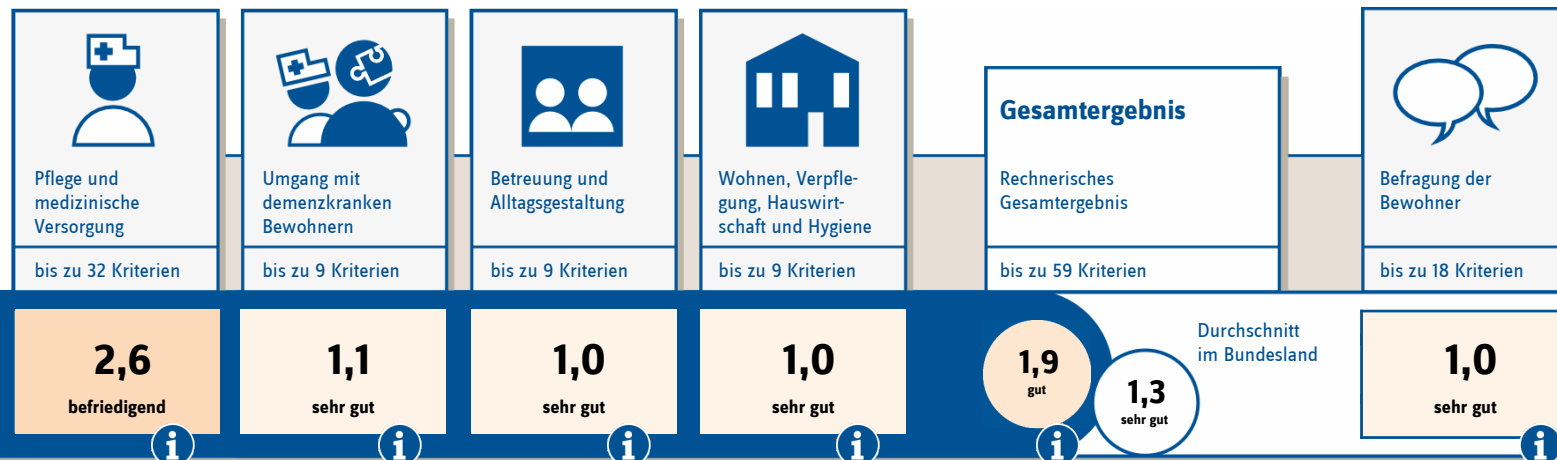 Pflege und
medizinische
Versorgung
bis zu 32 Kriterien
2,6
befriedigend
Umgang mit
demenzkranken
Bewohnern
bis zu 9 Kriterien
1,1
sehr gut
Betreuung und
Alltagsgestaltung
bis zu 9 Kriterien
1,0
sehr gut
Wohnen, Verpfle-
gung, Hauswirt-
schaft und Hygiene
bis zu 9 Kriterien
1,0
sehr gut
Gesamtergebnis
Rechnerisches
Gesamtergebnis
bis zu 59 Kriterien
1,9
gut
Durchschnitt
im Bundesland
1,3
sehr gut
Befragung der
Bewohner
bis zu 18 Kriterien
1,0
sehr gut